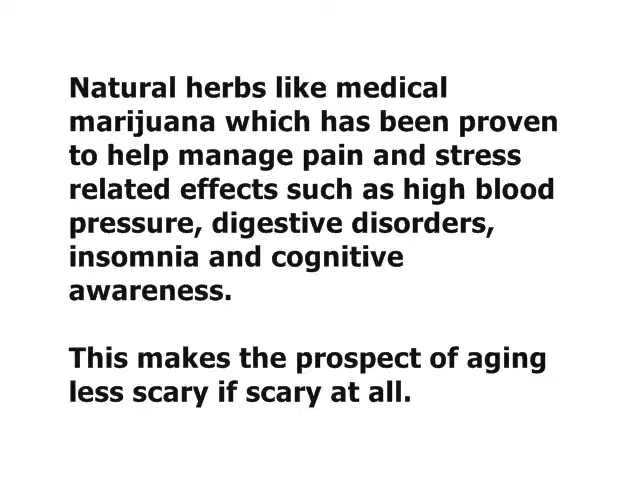 Natural herbs like medical
marijuana which has been proven
to help manage pain and stress
related effects such as high blood
pressure, digestive disorders,
insomnia and cognitive
awareness.
This makes the prospect of aging
less scary if scary at all.